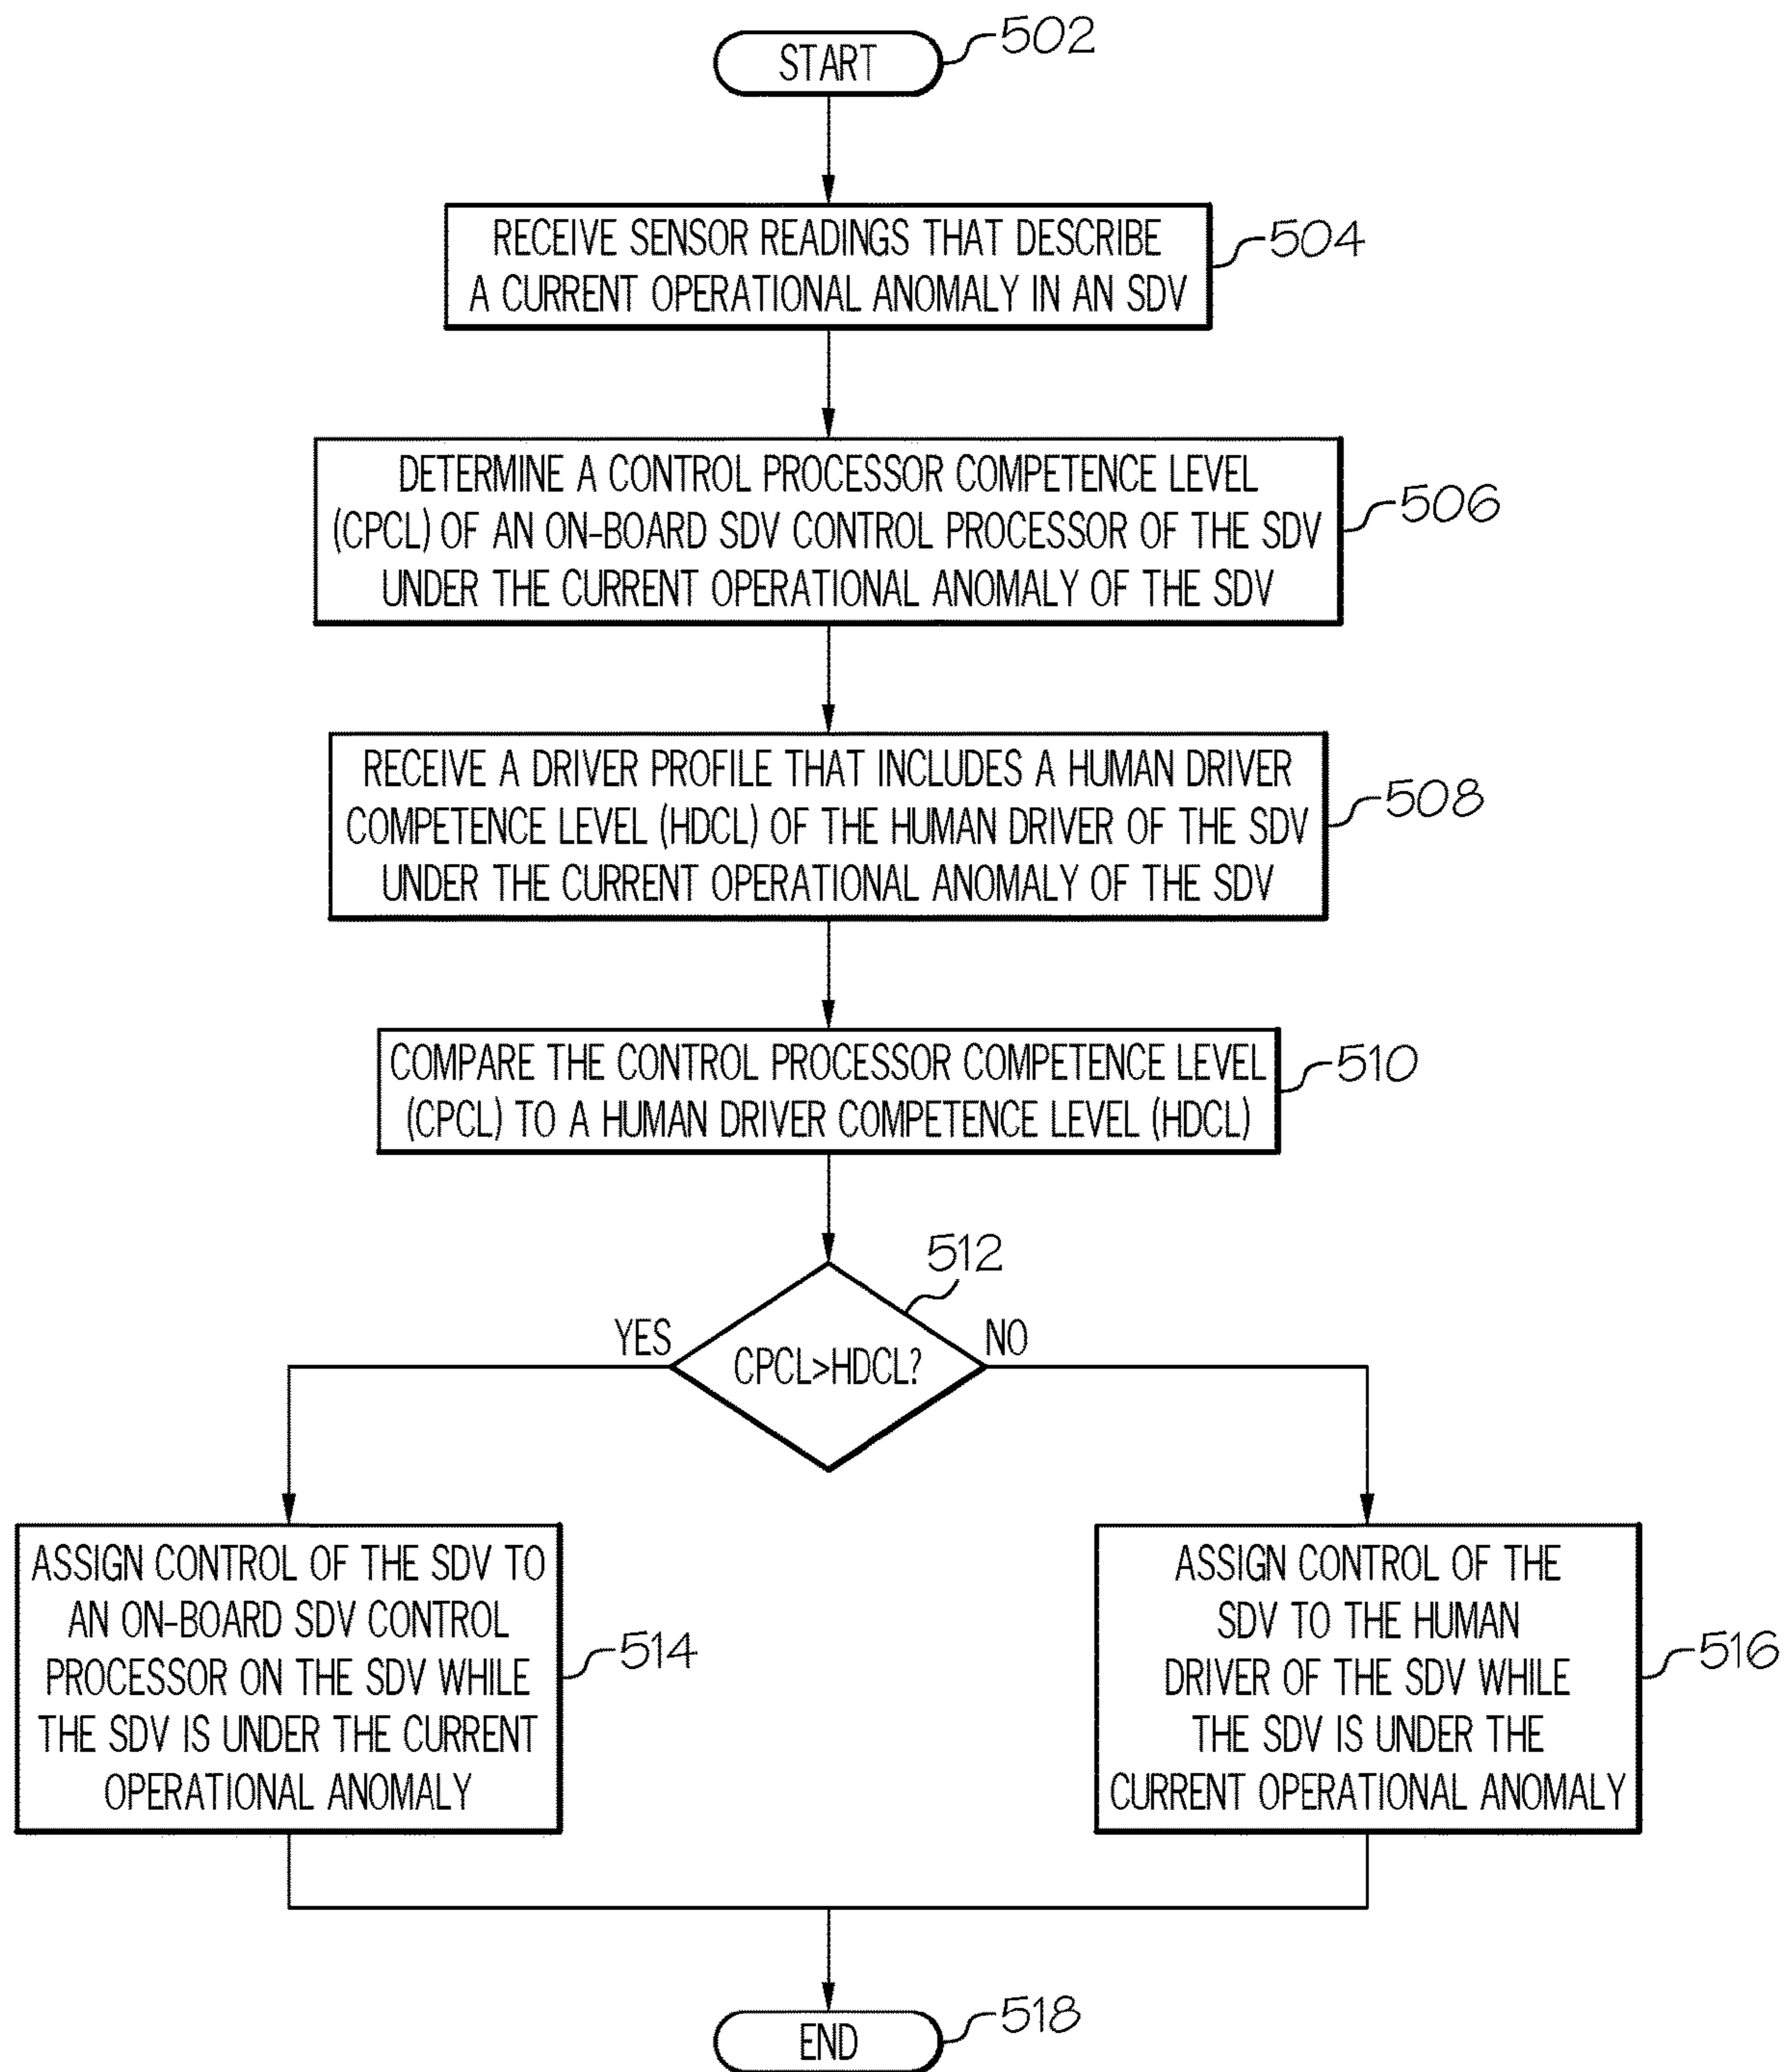 START
502
RECEIVE SENSOR READINGS THAT DESCRIBE
A CURRENT OPERATIONAL ANOMALY IN AN SDV
504
DETERMINE A CONTROL PROCESSOR COMPETENCE LEVEL
(CPCL) OF AN ON-BOARD SDV CONTROL PROCESSOR OF THE SDV
UNDER THE CURRENT OPERATIONAL ANOMALY OF THE SDV
506
RECEIVE A DRIVER PROFILE THAT INCLUDES A HUMAN DRIVER
COMPETENCE LEVEL (HDCL) OF THE HUMAN DRIVER OF THE SDV
UNDER THE CURRENT OPERATIONAL ANOMALY OF THE SDV
508
COMPARE THE CONTROL PROCESSOR COMPETENCE LEVEL
(CPCL) TO A HUMAN DRIVER COMPETENCE LEVEL (HDCL)
510
512
YES
CPCL>HDCL?
NO
ASSIGN CONTROL OF THE SDV TO
AN ON-BOARD SDV CONTROL
PROCESSOR ON THE SDV WHILE
THE SDV IS UNDER THE CURRENT
OPERATIONAL ANOMALY
514
ASSIGN CONTROL OF THE
SDV TO THE HUMAN
DRIVER OF THE SDV WHILE
THE SDV IS UNDER THE
CURRENT OPERATIONAL ANOMALY
516
END
518